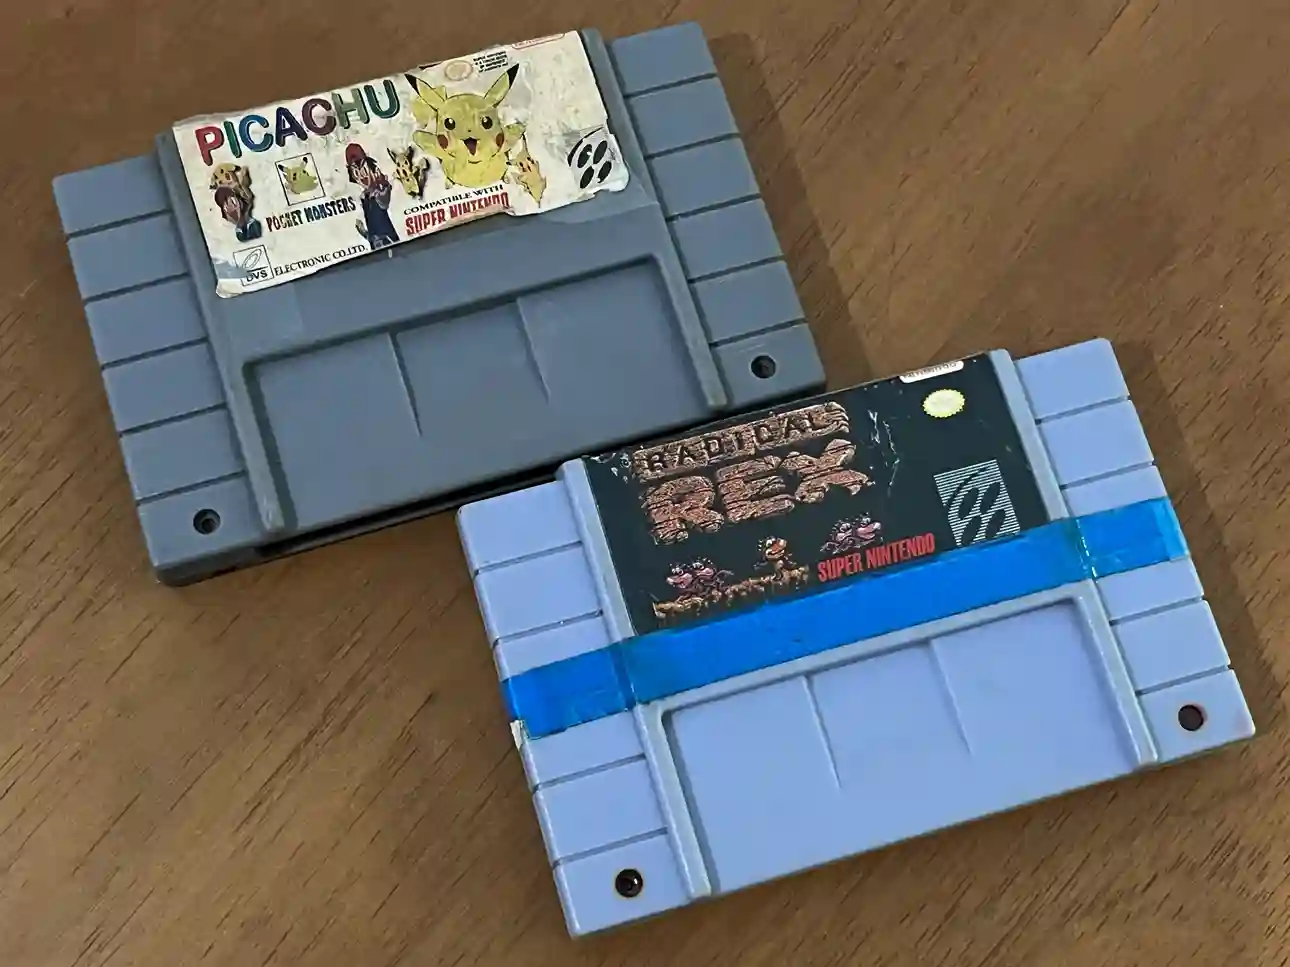 PICACHU
POCKET MONSTERS
COMPATIBLE WITH
SUPER NINTENDO
DVS ELECTRONIC CO.LTD.
RADICAL
REX
SUPER NINTENDO